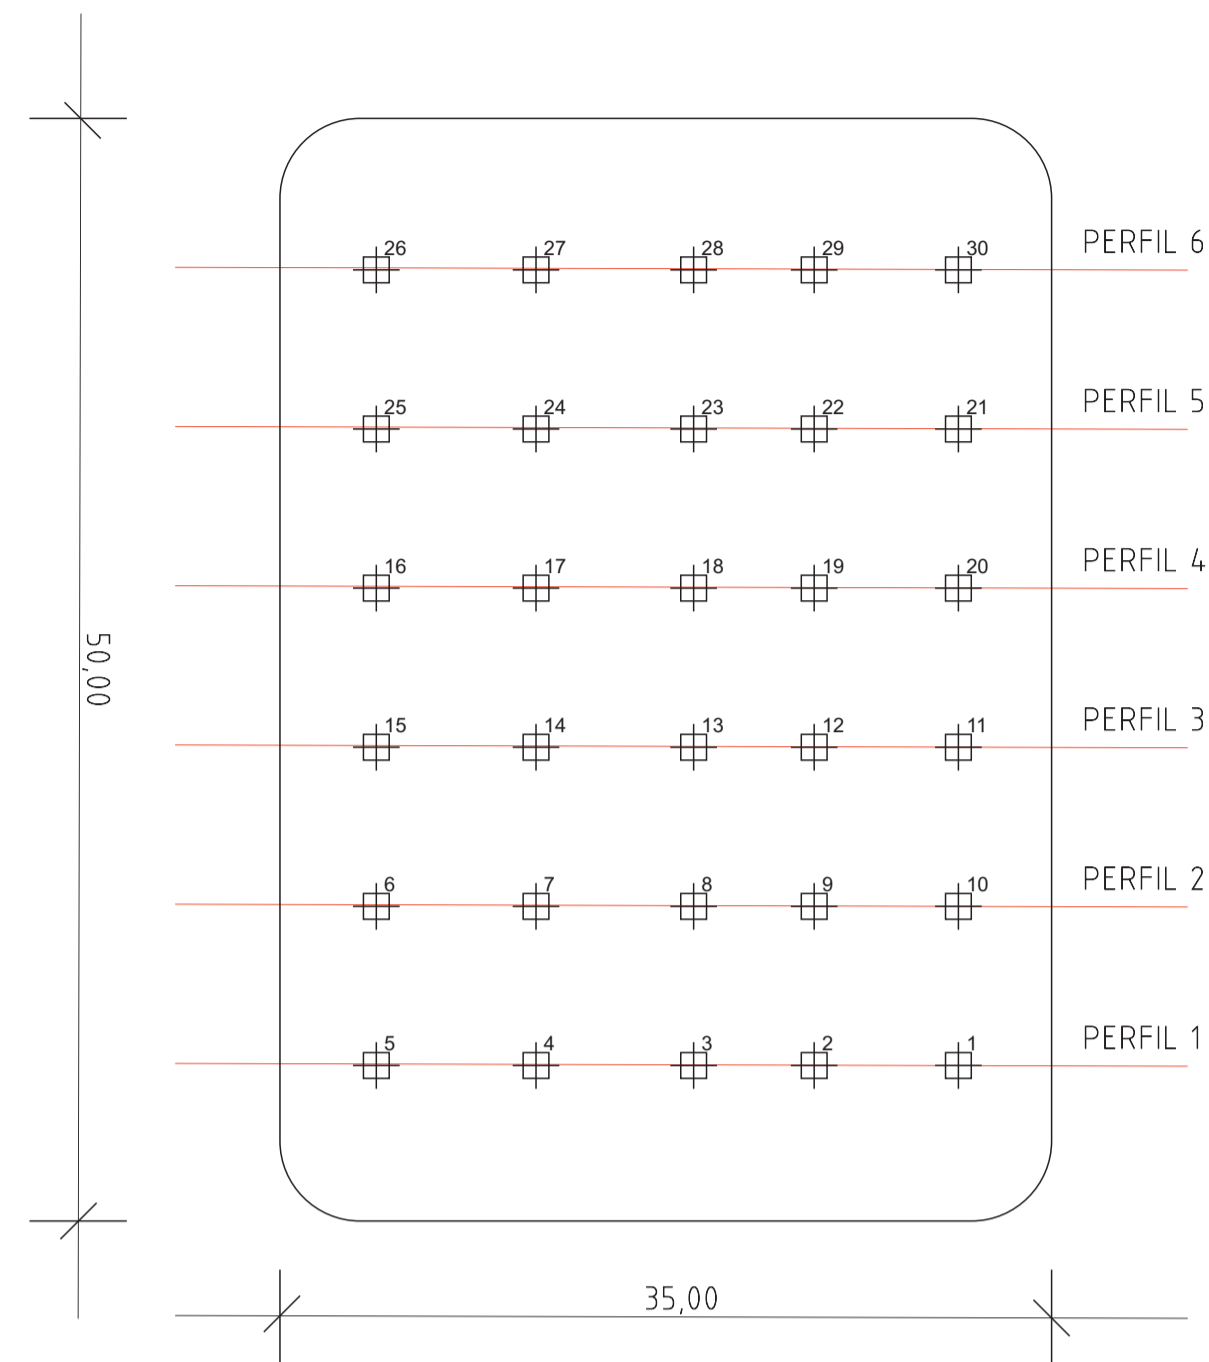 26 27 28 29 30 PERFIL 6
25 24 23 22 21 PERFIL 5
16 17 18 19 20 PERFIL 4
50,00
15 14 13 12 11 PERFIL 3
6 7 8 9 10 PERFIL 2
5 4 3 2 1 PERFIL 1
35,00